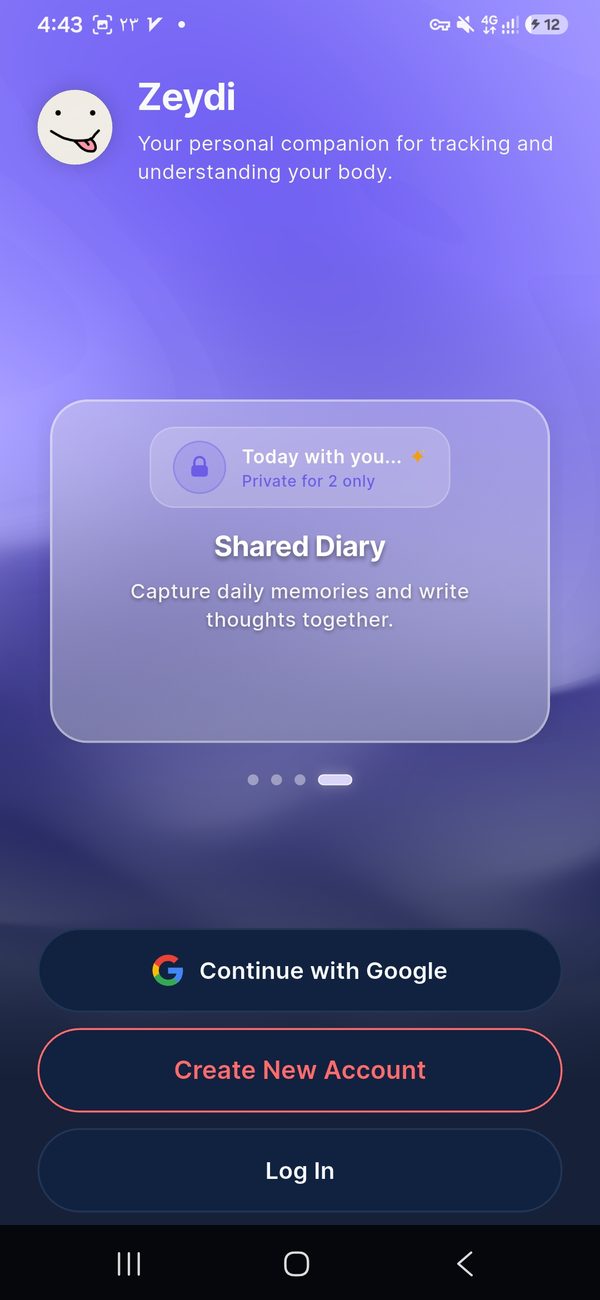 4:43 ٢٣ 4G 12
Zeydi
Your personal companion for tracking and
understanding your body.
Today with you...
Private for 2 only
Shared Diary
Capture daily memories and write
thoughts together.
Continue with Google
Create New Account
Log In